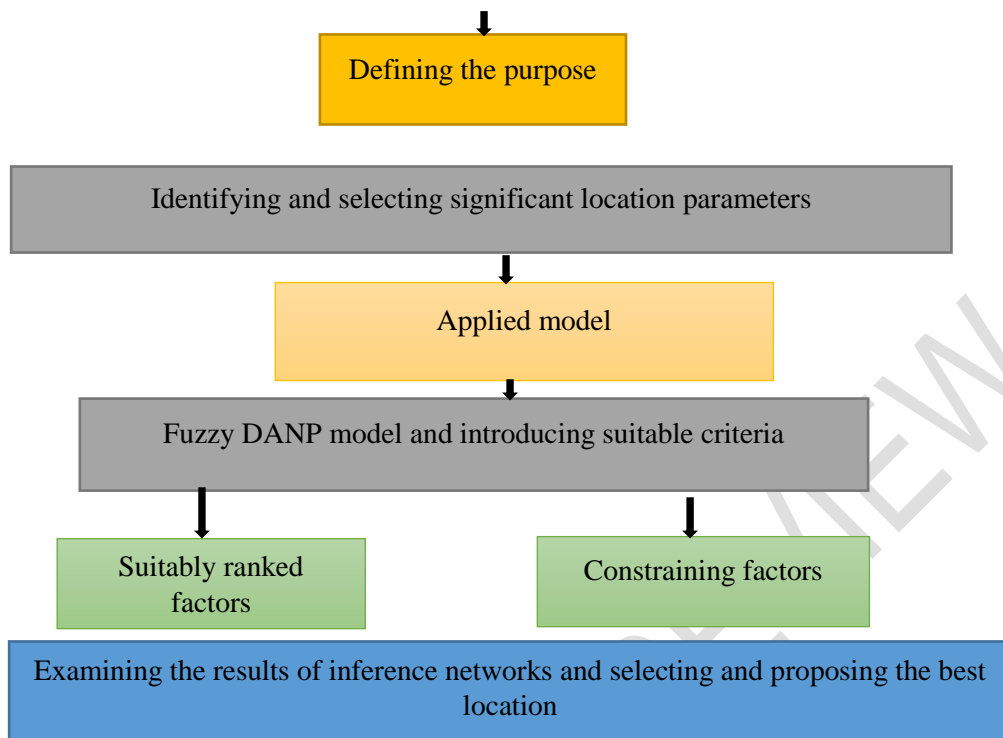 Defining the purpose
Identifying and selecting significant location parameters
Applied model
Fuzzy DANP model and introducing suitable criteria
Suitably ranked
factors
Constraining factors
Examining the results of inference networks and selecting and proposing the best
location
VIEW